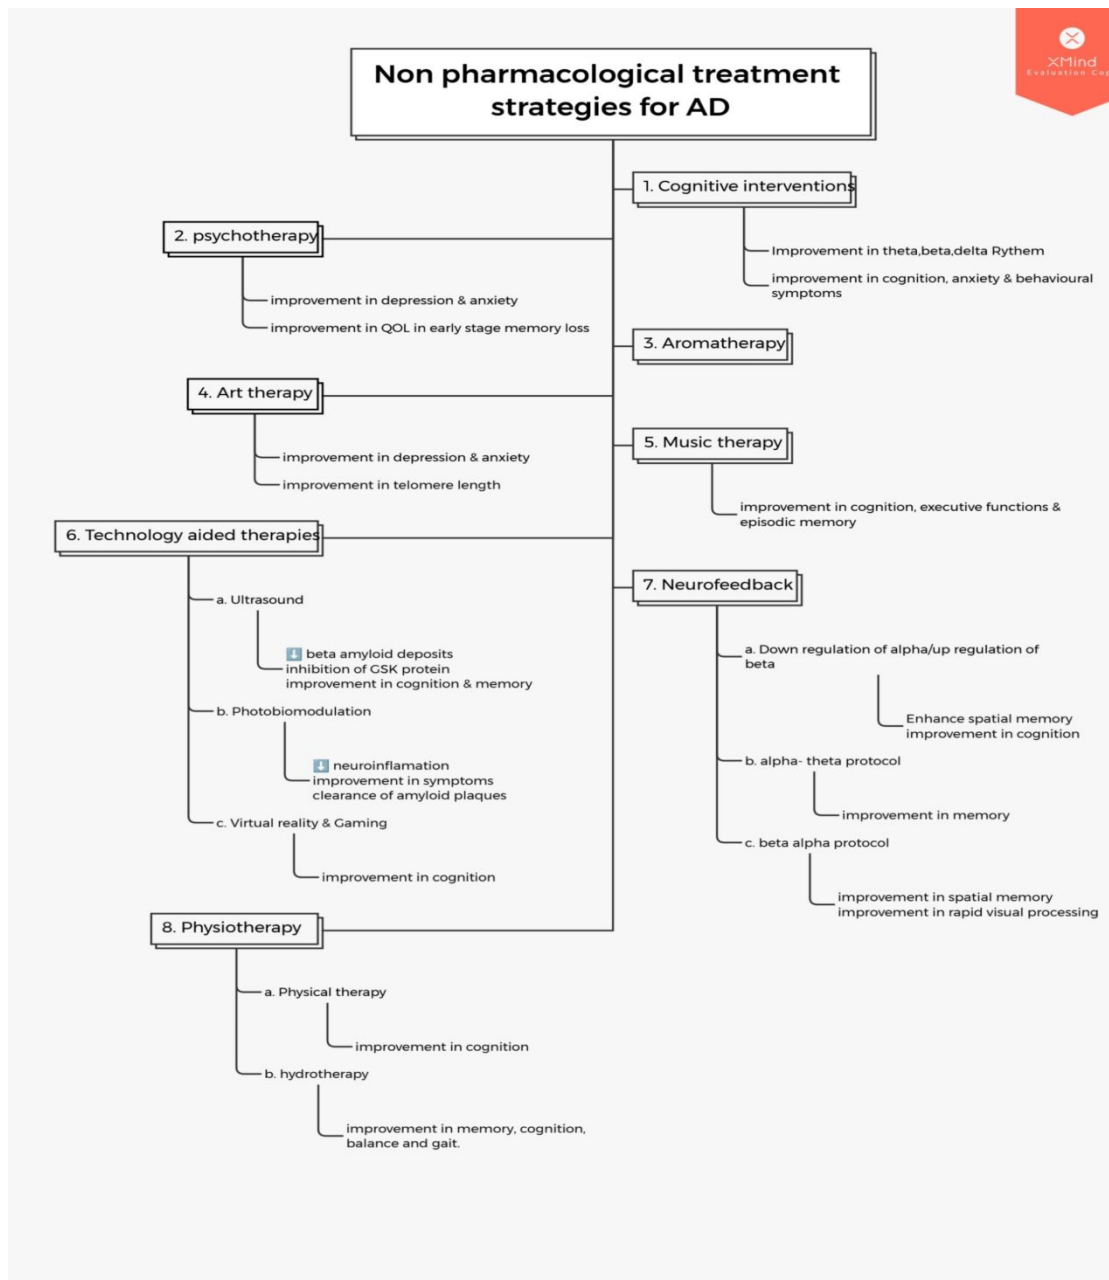 XMind
Evaluation Cop
Non pharmacological treatment
strategies for AD
1. Cognitive interventions
Improvement in theta,beta,delta Rythem
improvement in cognition, anxiety & behavioural
symptoms
2. psychotherapy
improvement in depression & anxiety
improvement in QOL in early stage memory loss
3. Aromatherapy
4. Art therapy
improvement in depression & anxiety
improvement in telomere length
5. Music therapy
improvement in cognition, executive functions &
episodic memory
6. Technology aided therapies
a. Ultrasound
⬇️ beta amyloid deposits
inhibition of GSK protein
improvement in cognition & memory
b. Photobiomodulation
⬇️ neuroinflamation
improvement in symptoms
clearance of amyloid plaques
c. Virtual reality & Gaming
improvement in cognition
7. Neurofeedback
a. Down regulation of alpha/up regulation of
beta
Enhance spatial memory
improvement in cognition
b. alpha- theta protocol
improvement in memory
c. beta alpha protocol
improvement in spatial memory
improvement in rapid visual processing
8. Physiotherapy
a. Physical therapy
improvement in cognition
b. hydrotherapy
improvement in memory, cognition,
balance and gait.